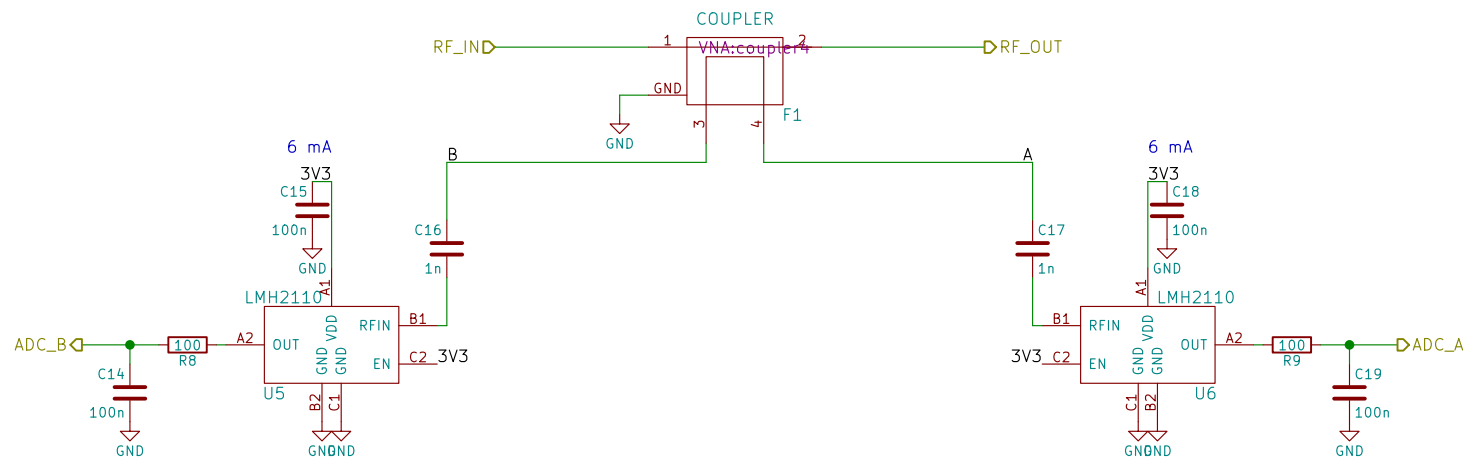 COUPLER
RF_IN
1
VNA:coupler4
2
RF_OUT
GND
F1
GND
3
4
6 mA
6 mA
B
A
3V3
3V3
C15
C18
100n
100n
C16
C17
GND
GND
1n
1n
A1
A1
LMH2110
LMH2110
RFIN
B1
B1
RFIN
VDD
VDD
ADC_B
100
A2
OUT
OUT
A2
100
ADC_A
R8
R9
GND
GND
EN
C2
3V3
3V3
C2
EN
GND
GND
C14
C19
U5
U6
100n
100n
B2
C1
C1
B2
GND
GND
GND
GND
GND
GND